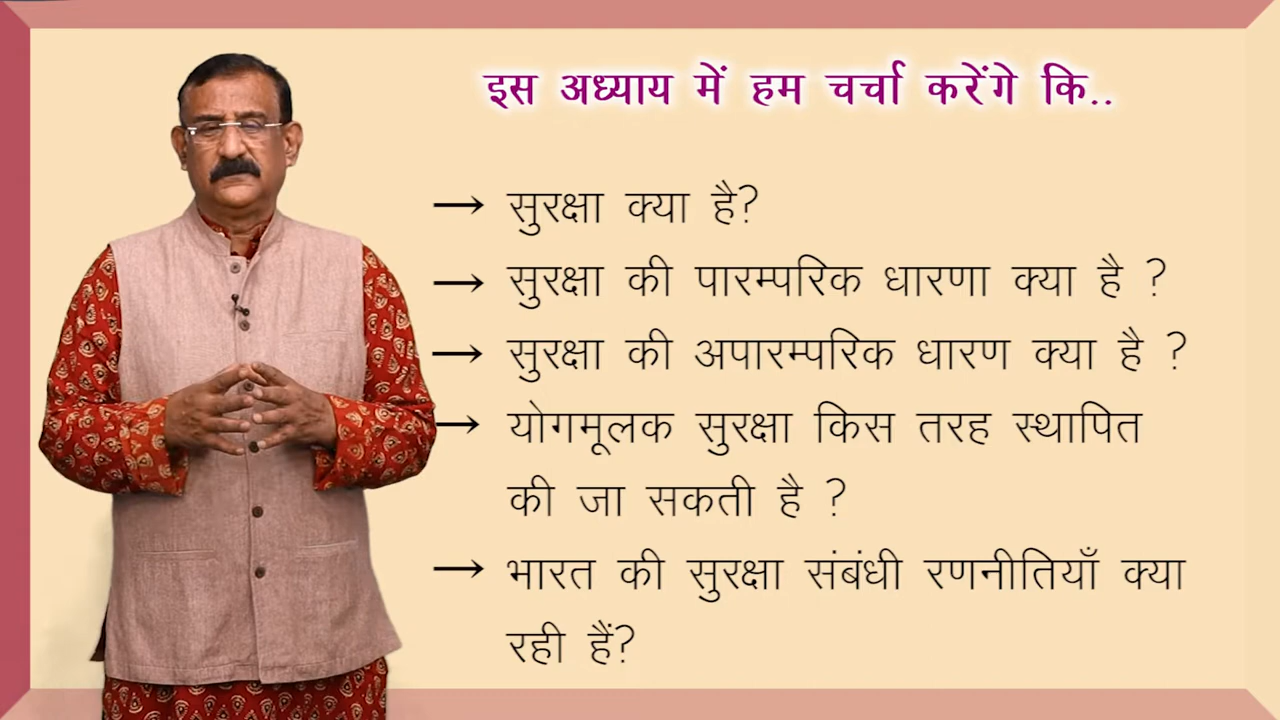 इस अध्याय में हम चर्चा करेंगे कि..
→ सुरक्षा क्या है?
→ सुरक्षा की पारम्परिक धारणा क्या है ?
→ सुरक्षा की अपारम्परिक धारण क्या है ?
→ योगमूलक सुरक्षा किस तरह स्थापित
की जा सकती है ?
→ भारत की सुरक्षा संबंधी रणनीतियाँ क्या
रही हैं?